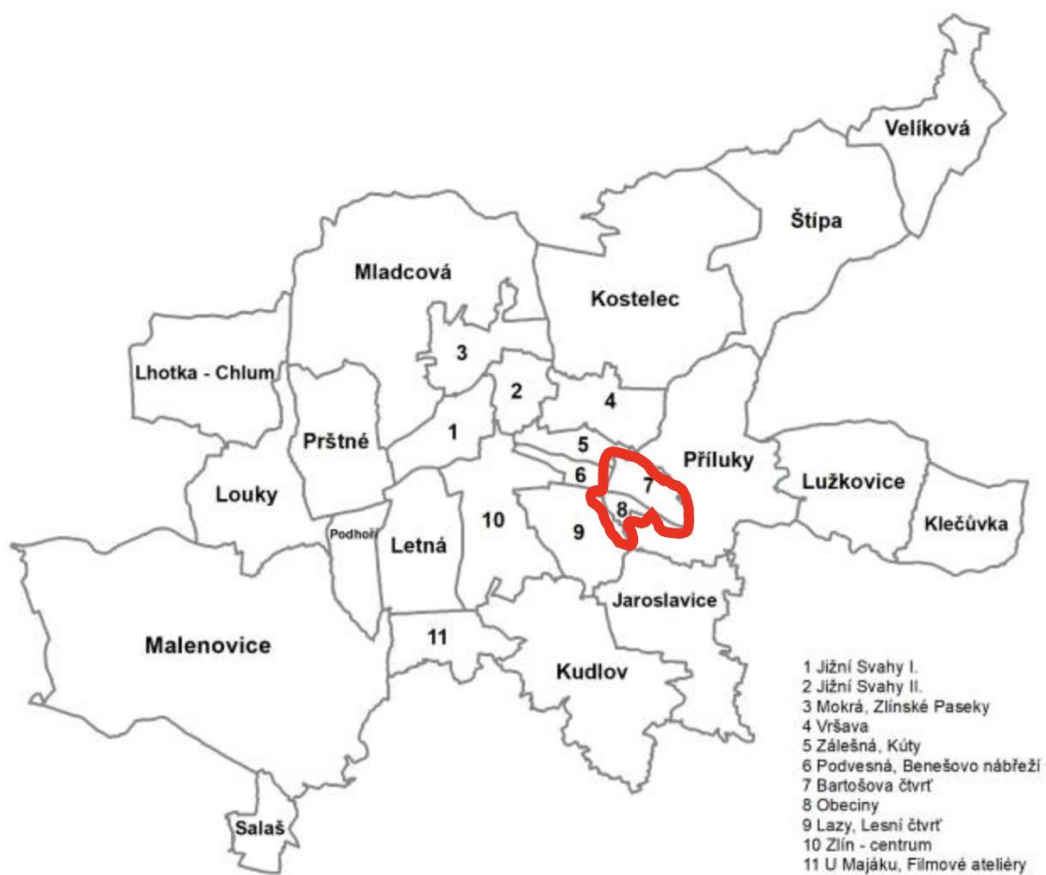 Velíková
Štípa
Mladcová
Kostelec
3
Lhotka - Chlum
2
4
1
Prštné
5
Příluky
6
7
Lužkovice
Louky
8
10
9
Klečůvka
Podhoří
Letná
Jaroslavice
11
Malenovice
Kudlov
Salaš
1 Jižní Svahy I.
2 Jižní Svahy II.
3 Mokrá, Zlínské Paseky
4 Vršava
5 Zálešná, Kúty
6 Podvesná, Benešovo nábřeží
7 Bartošova čtvrť
8 Obeciny
9 Lazy, Lesní čtvrť
10 Zlín - centrum
11 U Majáku, Filmové ateliéry